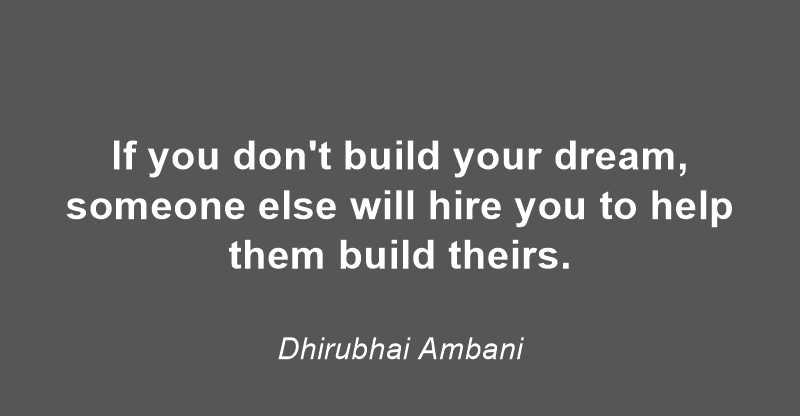 If you don't build your dream,
someone else will hire you to help
them build theirs.
Dhirubhai Ambani